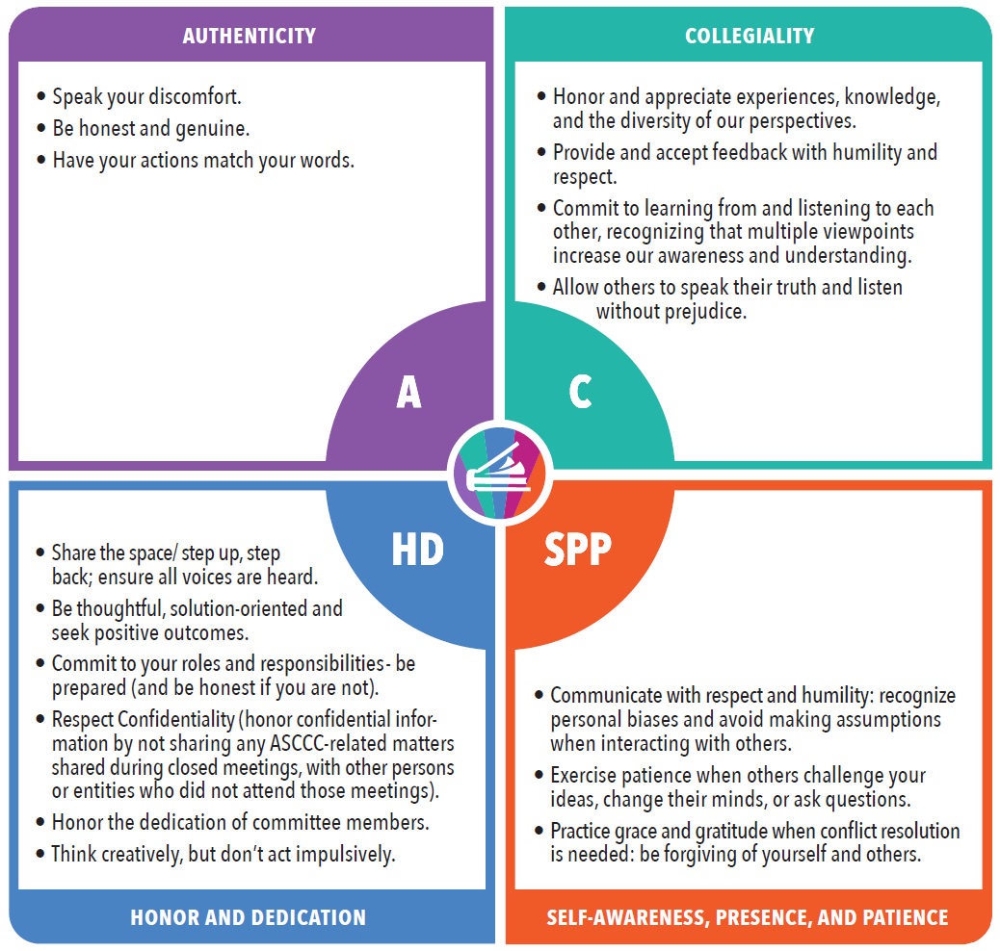 AUTHENTICITY
• Speak your discomfort.
• Be honest and genuine.
• Have your actions match your words.
A
COLLEGIALITY
• Honor and appreciate experiences, knowledge,
and the diversity of our perspectives.
• Provide and accept feedback with humility and
respect.
• Commit to learning from and listening to each
other, recognizing that multiple viewpoints
increase our awareness and understanding.
• Allow others to speak their truth and listen
without prejudice.
C
HD
• Share the space/ step up, step
back; ensure all voices are heard.
• Be thoughtful, solution-oriented and
seek positive outcomes.
• Commit to your roles and responsibilities- be
prepared (and be honest if you are not).
• Respect Confidentiality (honor confidential infor-
mation by not sharing any ASCCC-related matters
shared during closed meetings, with other persons
or entities who did not attend those meetings).
• Honor the dedication of committee members.
• Think creatively, but don't act impulsively.
HONOR AND DEDICATION
SPP
• Communicate with respect and humility: recognize
personal biases and avoid making assumptions
when interacting with others.
• Exercise patience when others challenge your
ideas, change their minds, or ask questions.
• Practice grace and gratitude when conflict resolution
is needed: be forgiving of yourself and others.
SELF-AWARENESS, PRESENCE, AND PATIENCE